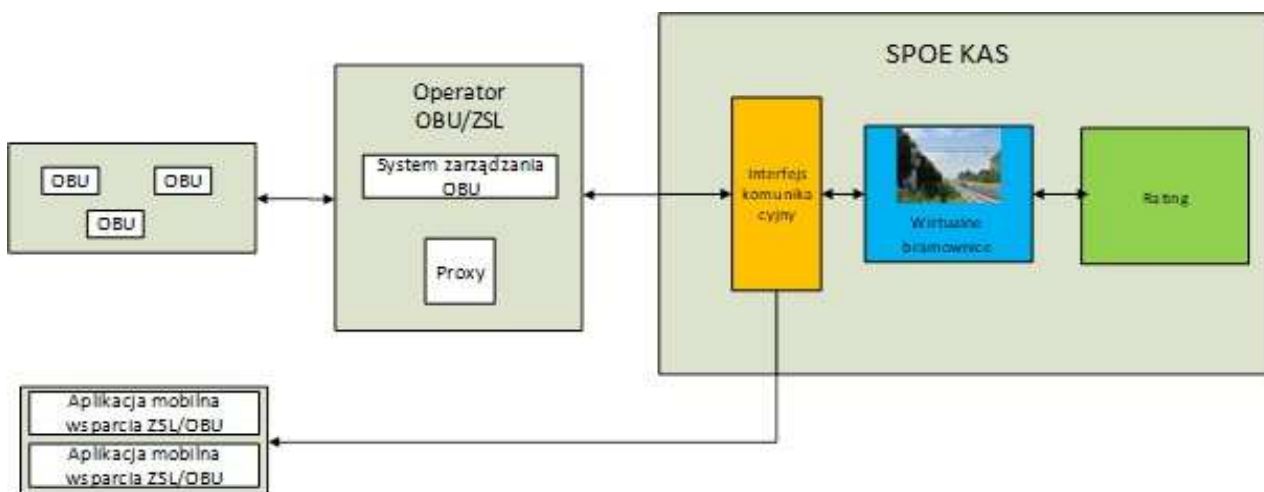 SPOE KAS
Operator
OBU/ZSL
System zarządzania
OBU
Proxy
OBU
OBU
OBU
Interfejs
komunika
cyjny
Wirtualne
bramownice
Rating
Aplikacja mobilna
wsparcia ZSL/OBU
Aplikacja mobilna
wsparcia ZSL/OBU